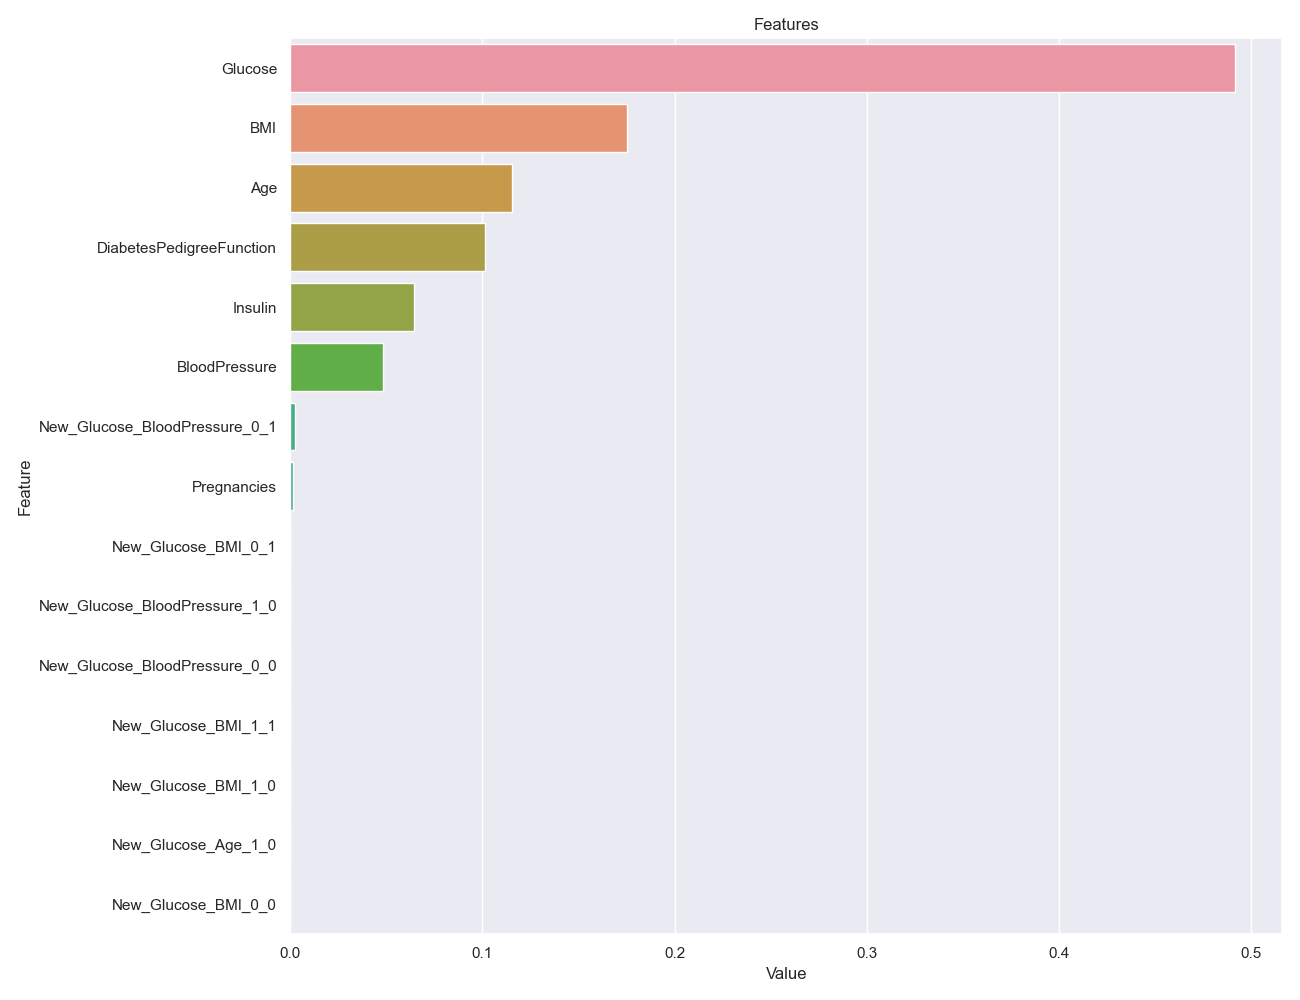 Features
Glucose
BMI
Age
DiabetesPedigreeFunction
Insulin
BloodPressure
New_Glucose_BloodPressure_0_1
Pregnancies
New_Glucose_BMI_0_1
New_Glucose_BloodPressure_1_0
New_Glucose_BloodPressure_0_0
New_Glucose_BMI_1_1
New_Glucose_BMI_1_0
New_Glucose_Age_1_0
New_Glucose_BMI_0_0
Feature
0.0 0.1 0.2 0.3 0.4 0.5
Value